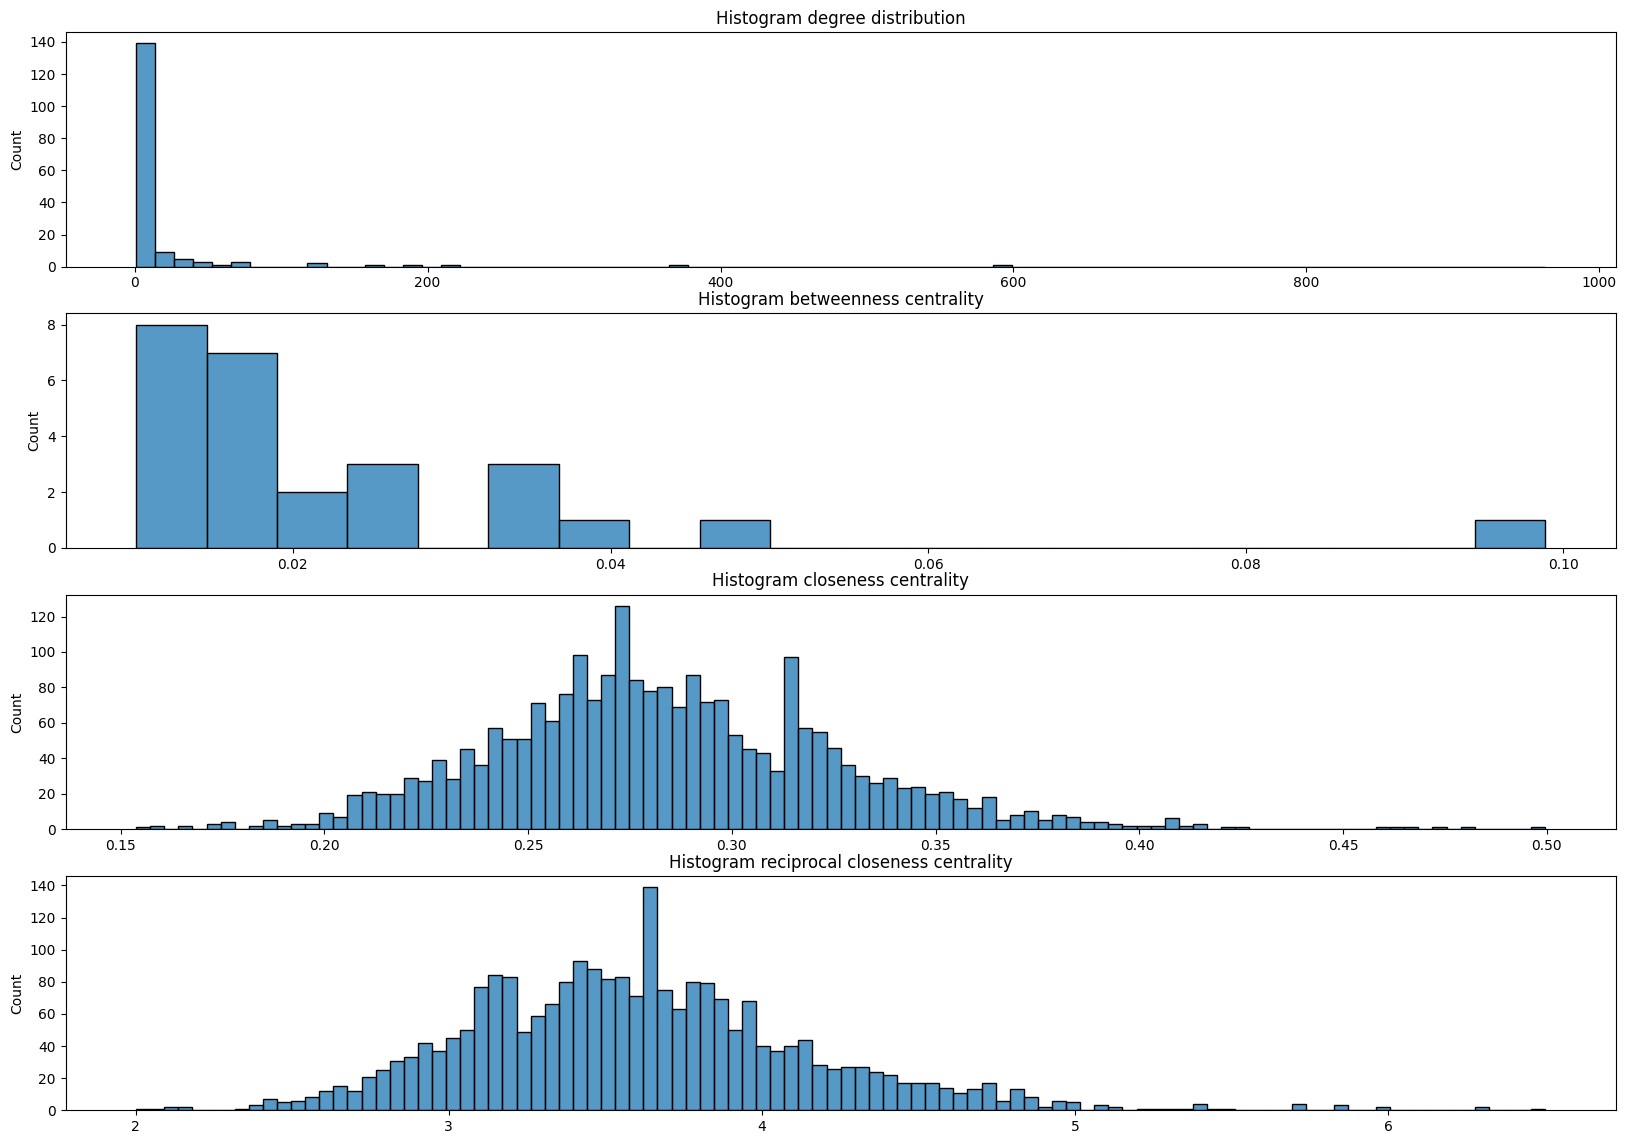 Histogram degree distribution
Count
140
120
100
80
60
40
20
0
0 200 400 600 800 1000
Histogram betweenness centrality
Count
8
6
4
2
0
0.02 0.04 0.06 0.08 0.10
Histogram closeness centrality
Count
120
100
80
60
40
20
0
0.15 0.20 0.25 0.30 0.35 0.40 0.45 0.50
Histogram reciprocal closeness centrality
Count
140
120
100
80
60
40
20
0
2 3 4 5 6